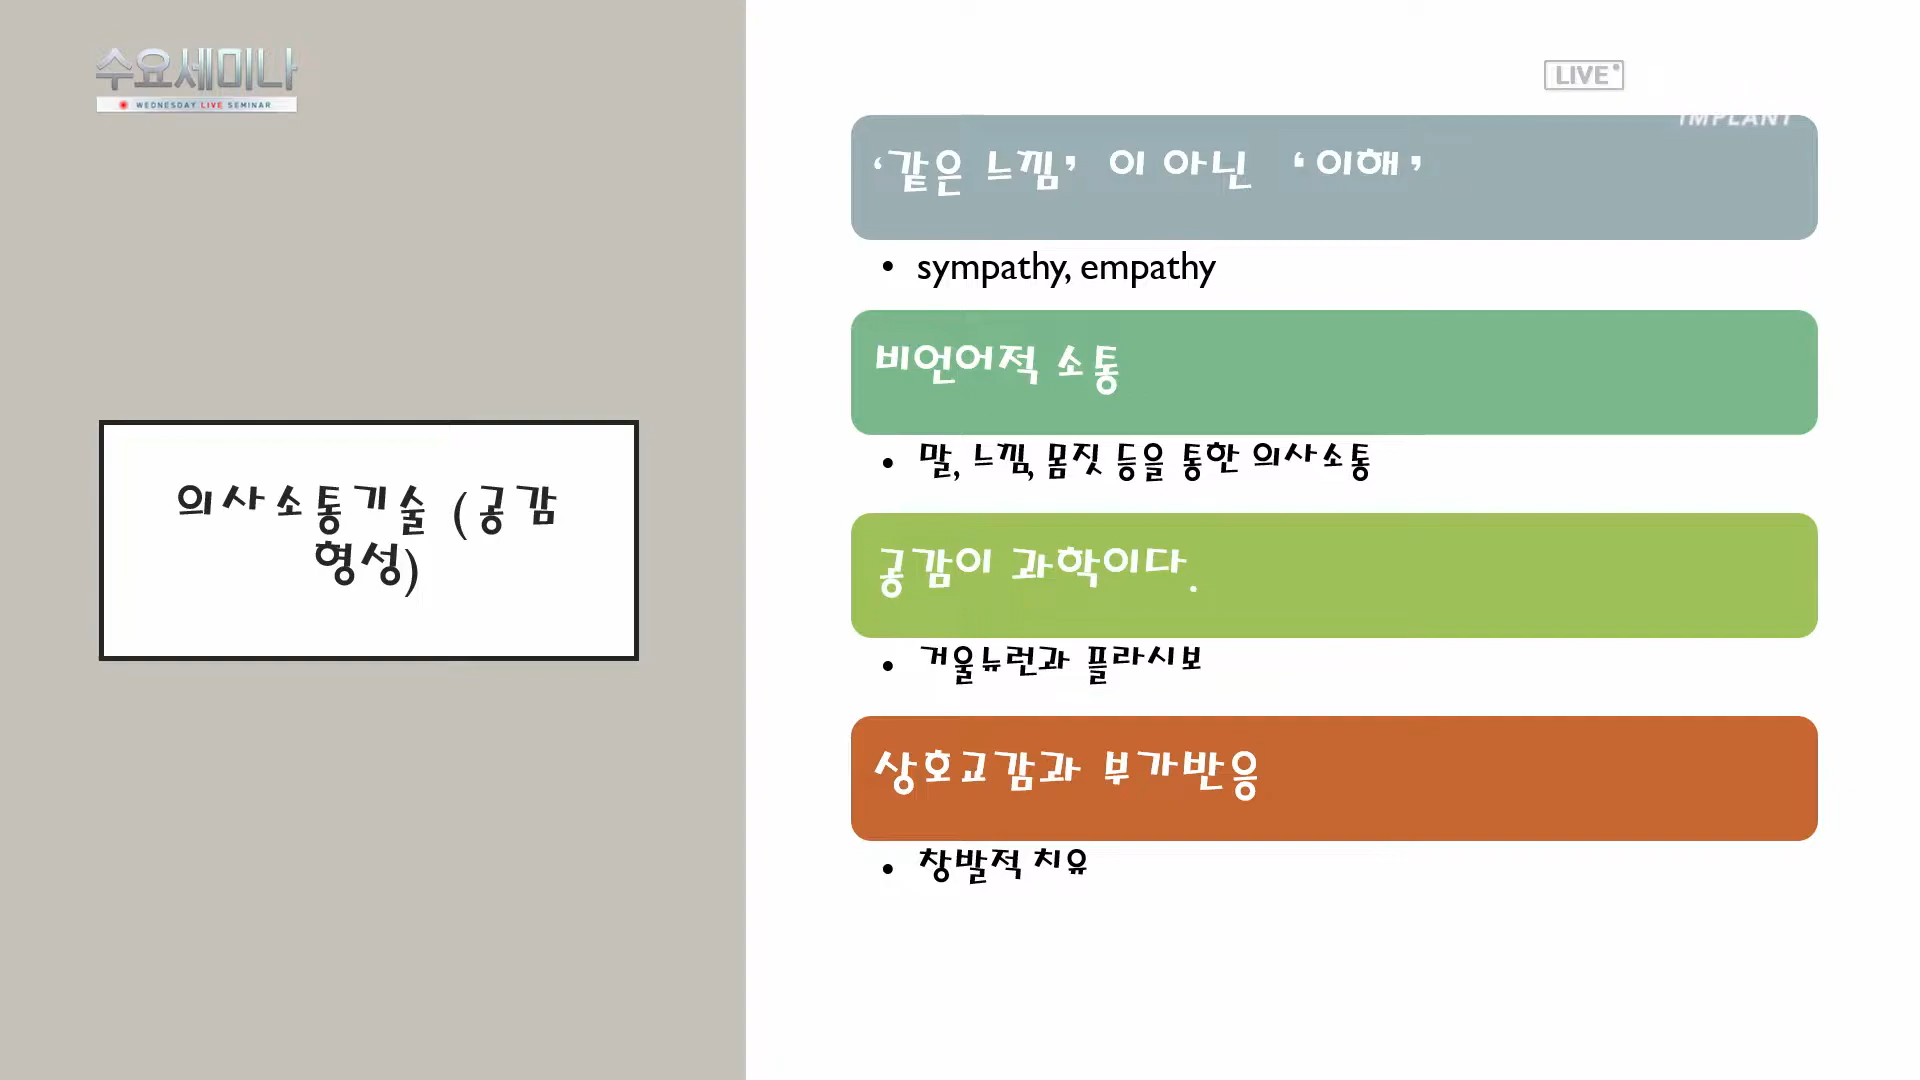 수요세미나
WEDNESDAY LIVE SEMINAR
LIVE
IMPLANT
의사소통기술 (공감
형성)
‘같은 느낌’ 이 아닌 ‘이해’
• sympathy, empathy
비언어적 소통
• 말, 느낌, 몸짓 등을 통한 의사소통
공감이 과학이다.
• 거울뉴런과 플라시보
상호교감과 부가반응
• 창발적 치유